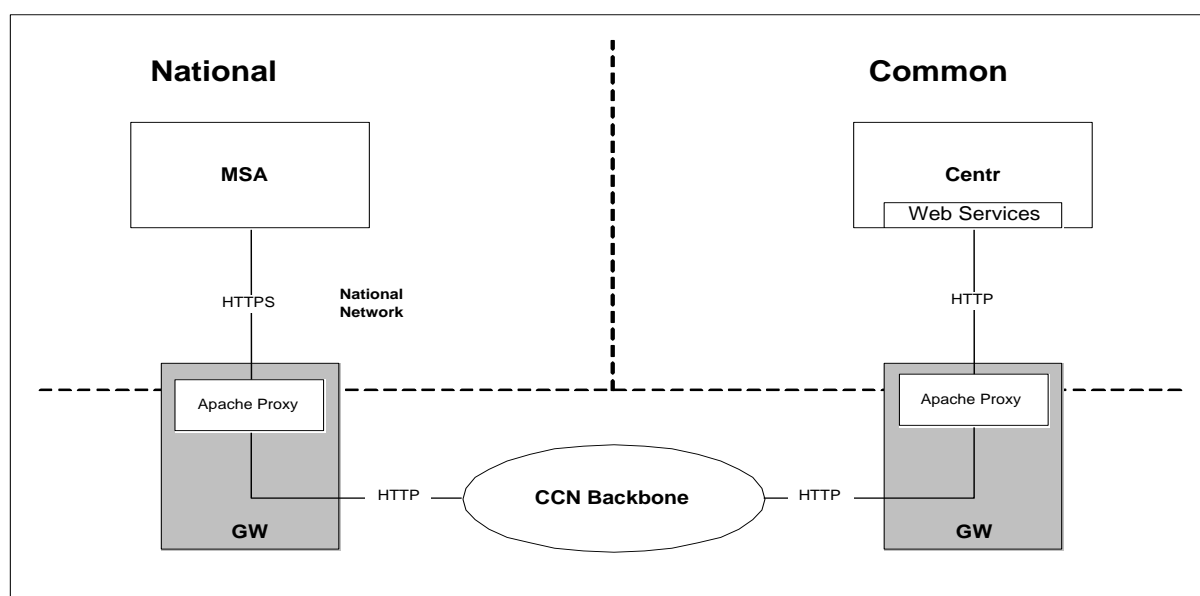 National
Common
MSA
Centr
Web Services
HTTPS
National
Network
HTTP
Apache Proxy
Apache Proxy
HTTP
CCN Backbone
HTTP
GW
GW